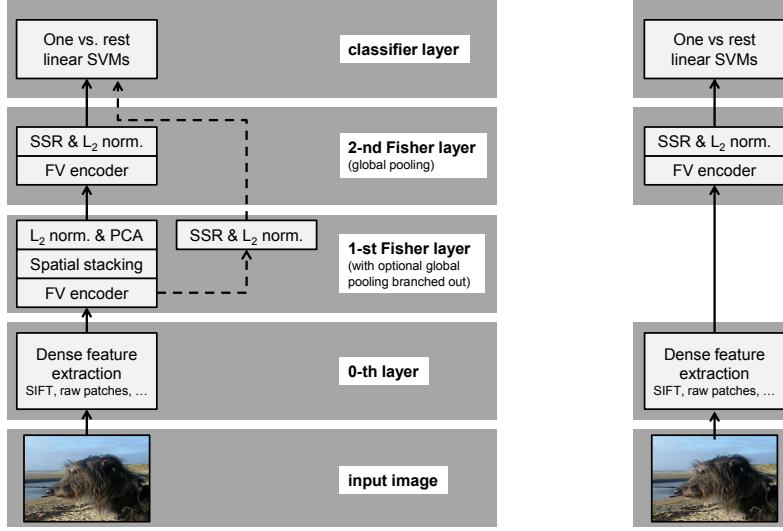 One vs. rest
linear SVMs
classifier layer
SSR & L2 norm.
FV encoder
2-nd Fisher layer
(global pooling)
L2 norm. & PCA
Spatial stacking
FV encoder
SSR & L2 norm.
1-st Fisher layer
(with optional global
pooling branched out)
Dense feature
extraction
SIFT, raw patches, …
0-th layer
input image
One vs rest
linear SVMs
SSR & L2 norm.
FV encoder
Dense feature
extraction
SIFT, raw patches, …